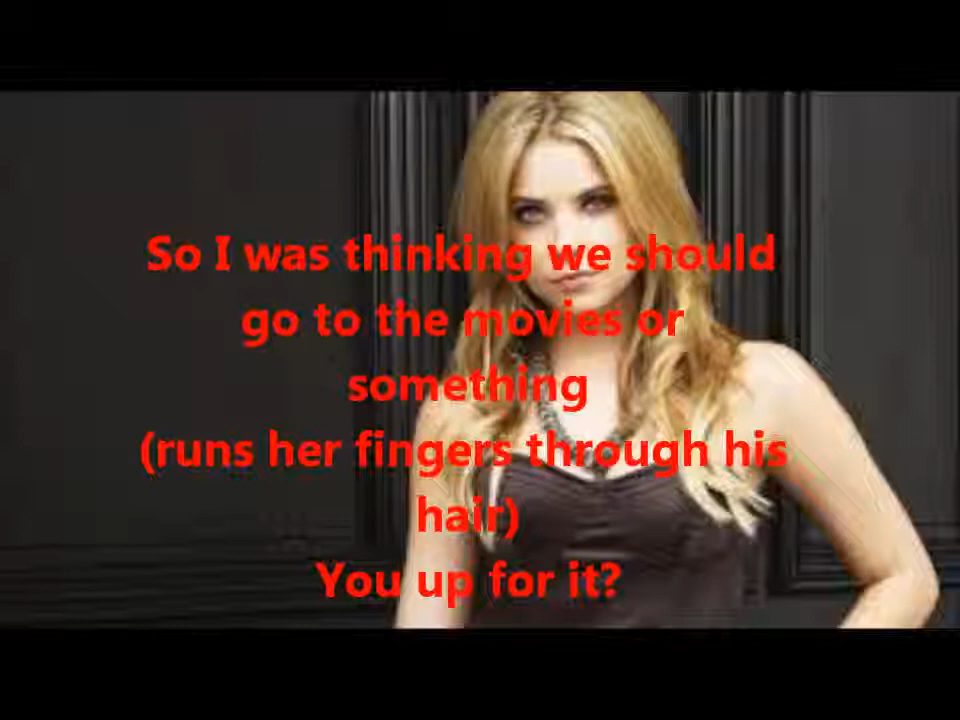 So I was thinking we should
go to the movies or
something
(runs her fingers through his
hair)
You up for it?